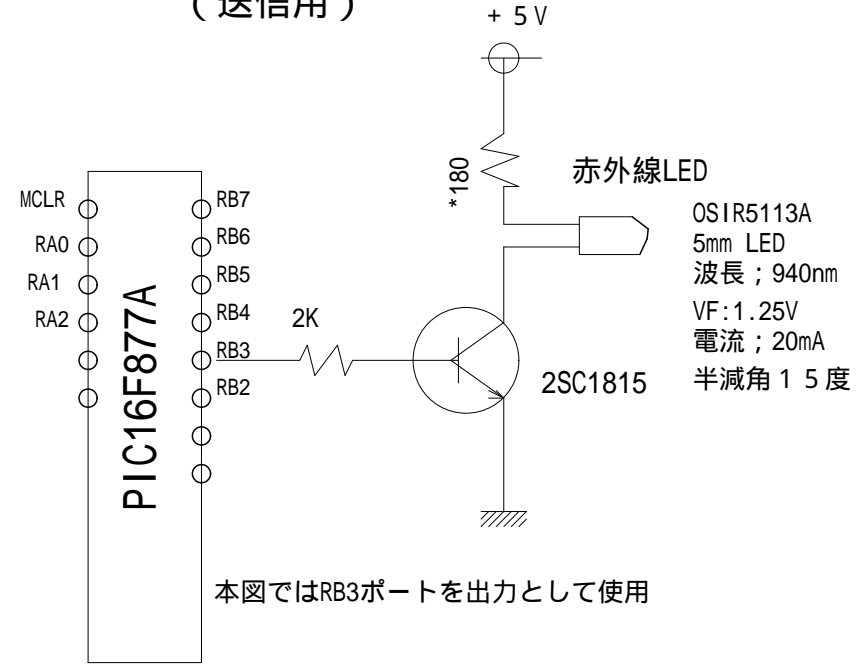 (送信用)
+5V
*180
赤外線LED
OSIR5113A
5mm LED
波長;940nm
VF:1.25V
電流;20mA
半減角15度
MCLR
RA0
RA1
RA2
PIC16F877A
RB7
RB6
RB5
RB4
RB3
RB2
2K
2SC1815
本図ではRB3ポートを出力として使用